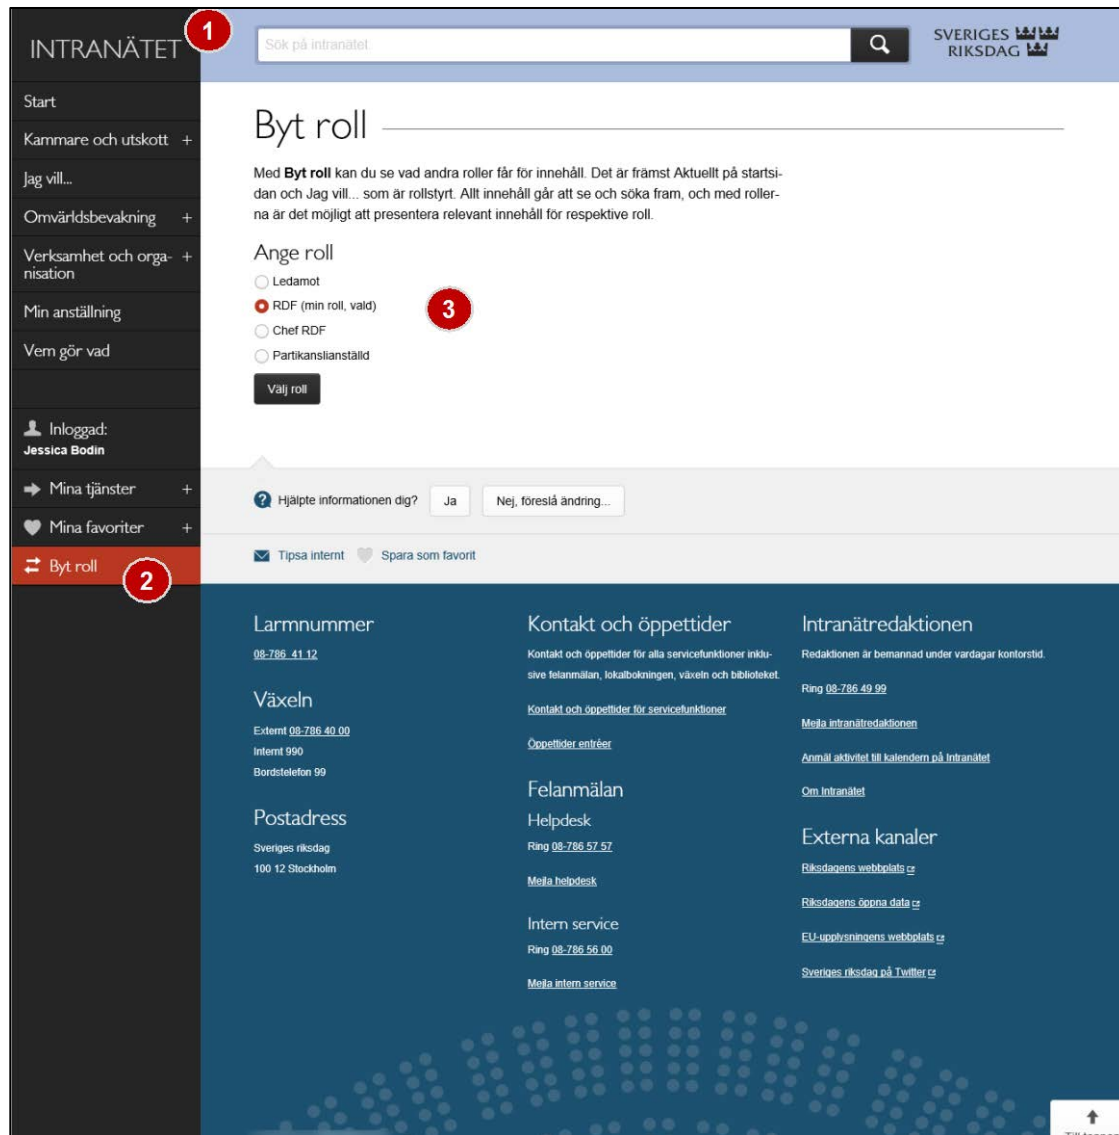 INTRANÄTET
1
Sök på intranätet
SVERIGES
RIKSDAG
Start
Kammare och utskott +
Jag vill...
Omvärldsbevakning +
Verksamhet och orga- +
nisation
Min anställning
Vem gör vad
Inloggad:
Jessica Bodin
Mina tjänster +
Mina favoriter +
Byt roll
2
Byt roll
Med Byt roll kan du se vad andra roller får för innehåll. Det är främst Aktuellt på startsi-
dan och Jag vill... som är rollstyrt. Allt innehåll går att se och söka fram, och med roller-
na är det möjligt att presentera relevant innehåll för respektive roll.
Ange roll
Ledamot
RDF (min roll, vald)
3
Chef RDF
Partikanslianställd
Välj roll
? Hjälpte informationen dig?
Ja
Nej, föreslå ändring...
Tipsa internt
Spara som favorit
Larmnummer
08-786 41 12
Växeln
Externt 08-786 40 00
Internt 990
Bordstelefon 99
Postadress
Sveriges riksdag
100 12 Stockholm
Kontakt och öppettider
Kontakt och öppettider för alla servicefunktioner inklu-
sive felanmälan, lokalbokningen, växeln och biblioteket.
Kontakt och öppettider för servicefunktioner
Öppettider entréer
Felanmälan
Helpdesk
Ring 08-786 57 57
Mejla helpdesk
Intern service
Ring 08-786 56 00
Mejla intern service
Intranätredaktionen
Redaktionen är bemannad under vardagar kontorstid.
Ring 08-786 49 99
Mejla intranätredaktionen
Anmäl aktivitet till kalendern på Intranätet
Om Intranätet
Externa kanaler
Riksdagens webbplats
Riksdagens öppna data
EU-upplysningens webbplats
Sveriges riksdag på Twitter